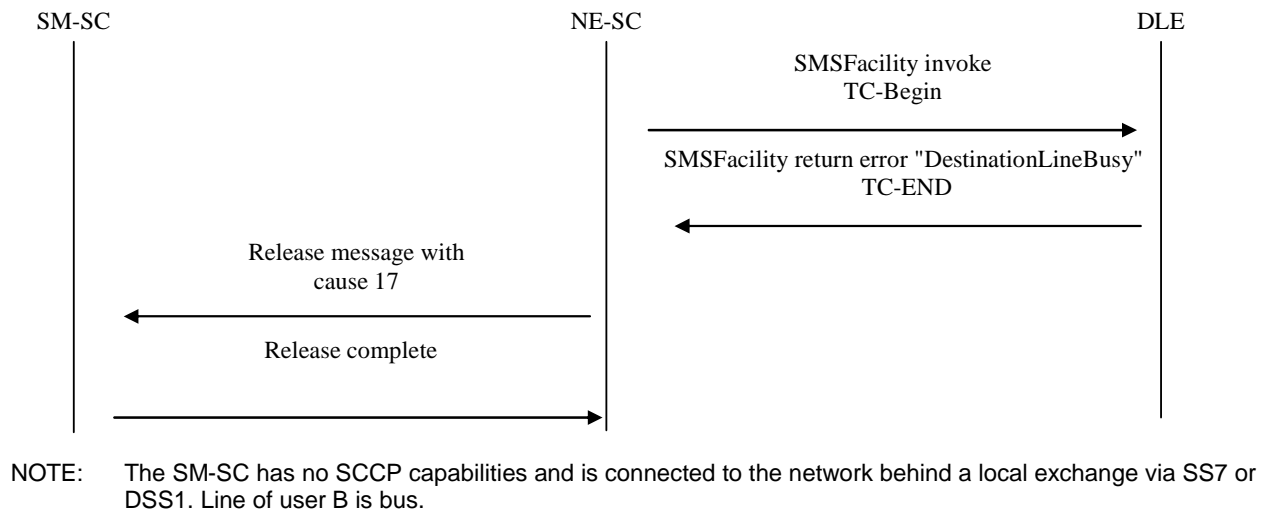 SM-SC NE-SC DLE
SMSFacility invoke
TC-Begin
SMSFacility return error "DestinationLineBusy"
TC-END
Release message with
cause 17
Release complete
NOTE: The SM-SC has no SCCP capabilities and is connected to the network behind a local exchange via SS7 or
DSS1. Line of user B is bus.